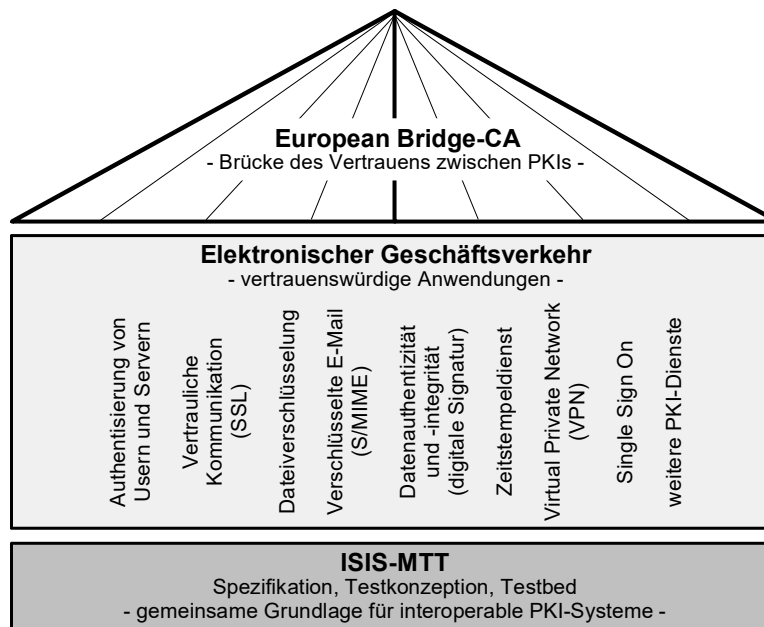 European Bridge-CA
- Brücke des Vertrauens zwischen PKIs -
Elektronischer Geschäftsverkehr
- vertrauenswürdige Anwendungen -
Authentisierung von
Usern und Servern
Vertrauliche
Kommunikation
(SSL)
Dateiverschlüsselung
Verschlüsselte E-Mail
(S/MIME)
Datenauthentizität
und -integrität
(digitale Signatur)
Zeitstempeldienst
Virtual Private Network
(VPN)
Single Sign On
weitere PKI-Dienste
ISIS-MTT
Spezifikation, Testkonzeption, Testbed
- gemeinsame Grundlage für interoperable PKI-Systeme -